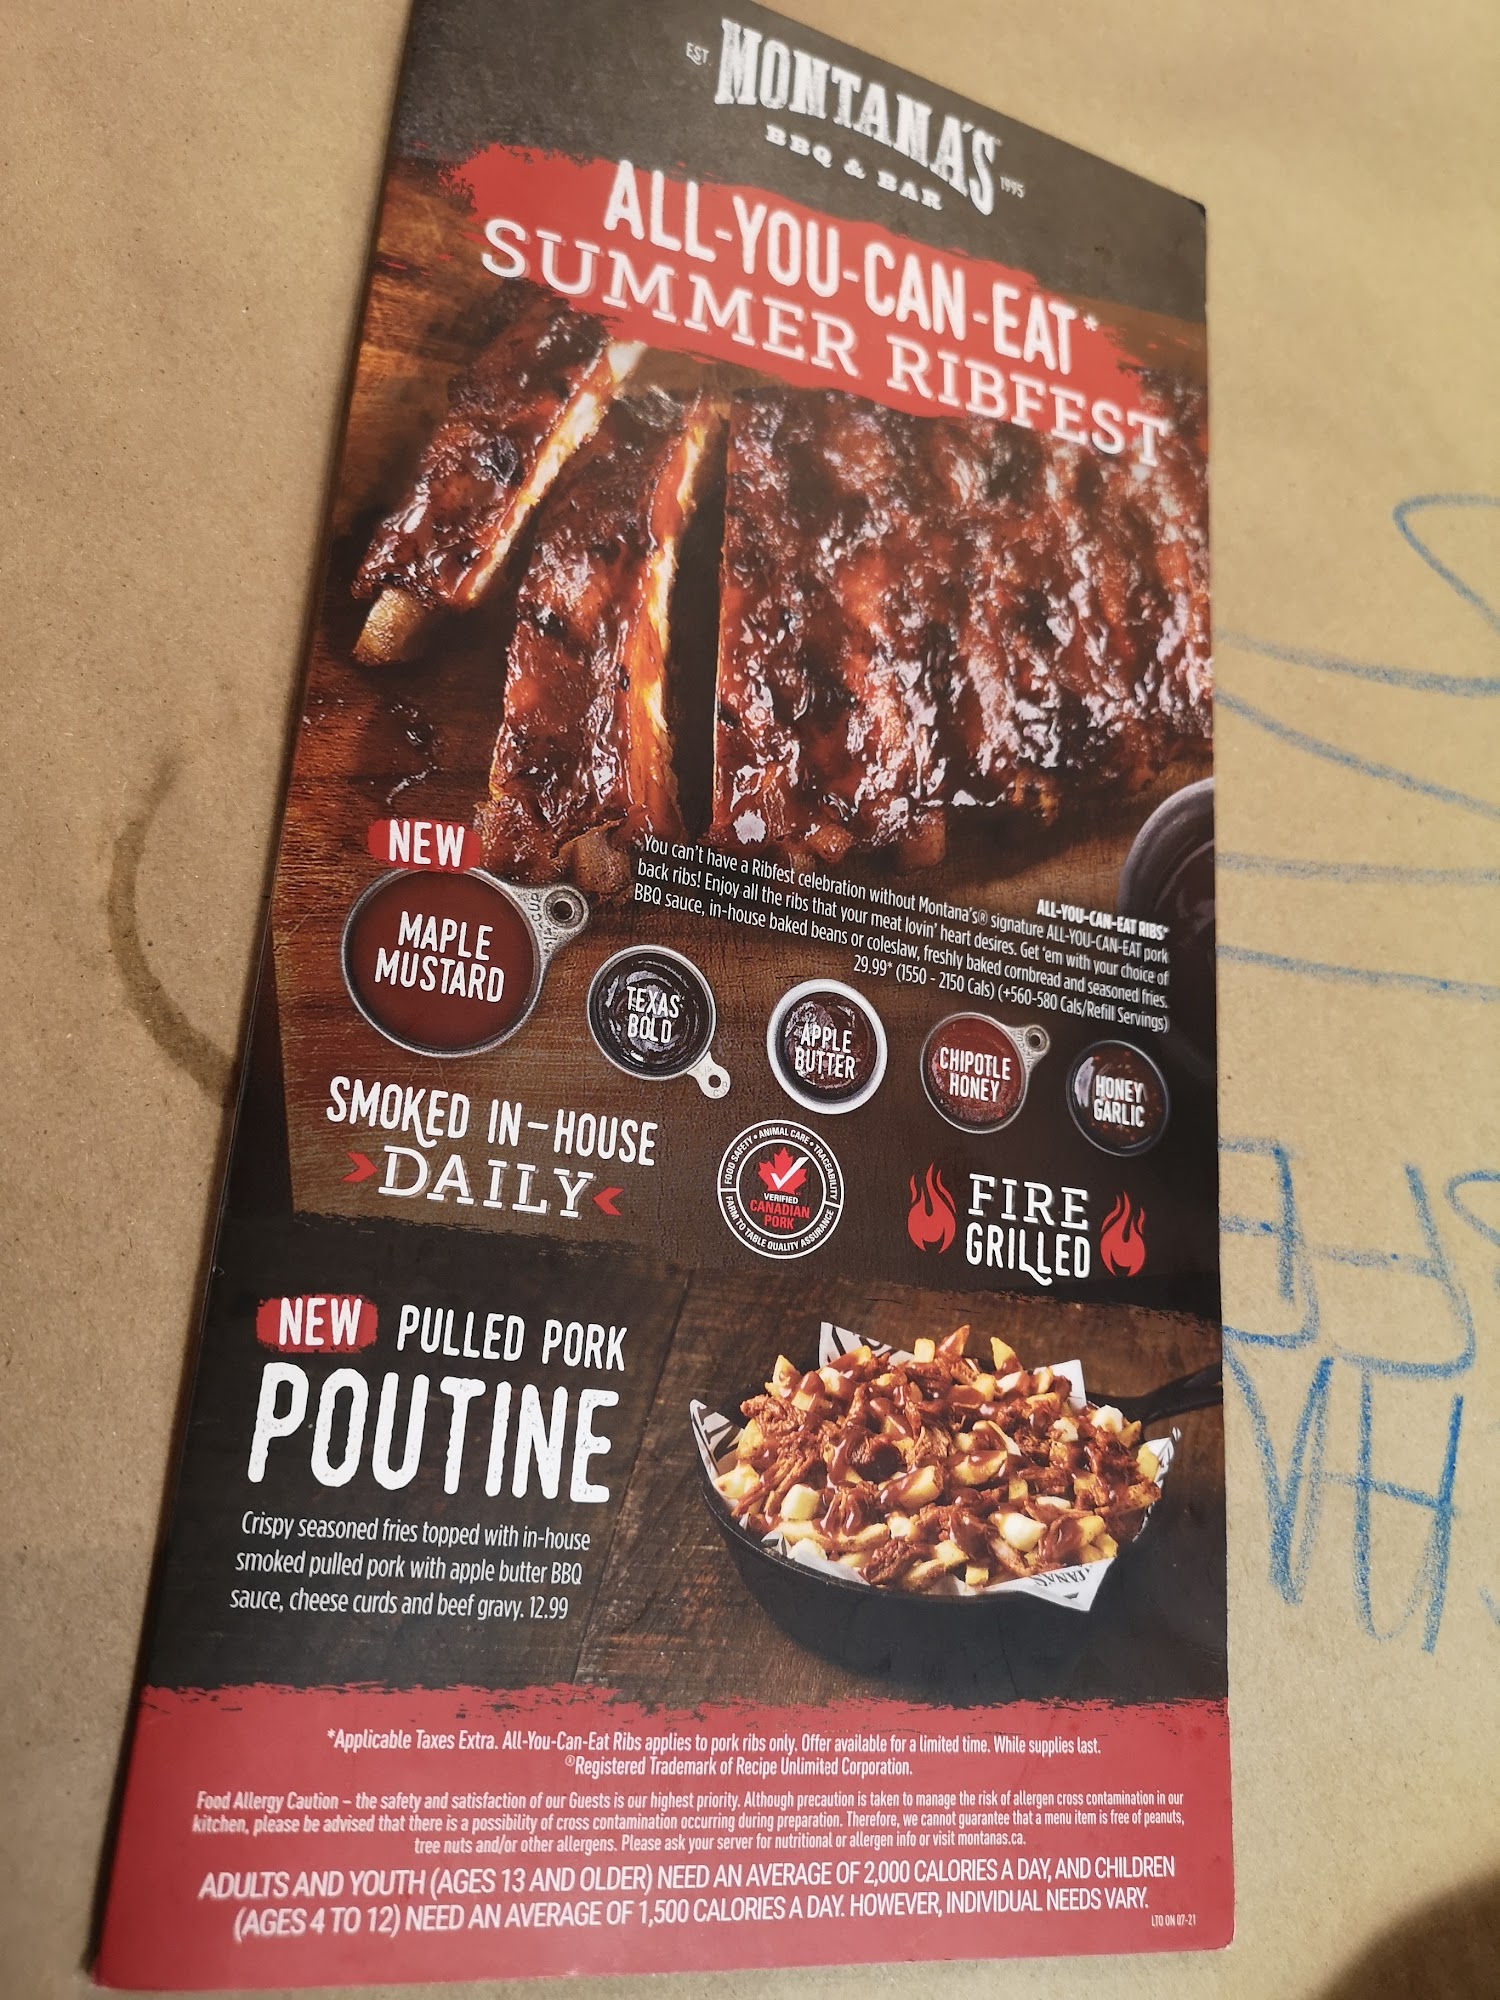 EST. MONTANA'S 1995
BBQ & BAR
ALL-YOU-CAN-EAT*
SUMMER RIBFEST
ALL-YOU-CAN-EAT RIBS*
You can't have a Ribfest celebration without Montana's® signature ALL-YOU-CAN-EAT pork
back ribs! Enjoy all the ribs that your meat lovin' heart desires. Get 'em with your choice of
BBQ sauce, in-house baked beans or coleslaw, freshly baked cornbread and seasoned fries.
29.99* (1550 - 2150 Cals) (+560-580 Cals/Refill Servings)
NEW
MAPLE
MUSTARD
TEXAS
BOLD
APPLE
BUTTER
CHIPOTLE
HONEY
HONEY
GARLIC
SMOKED IN-HOUSE
DAILY
FOOD SAFETY • ANIMAL CARE • TRACEABILITY
VERIFIED
CANADIAN
PORK
FARM TO TABLE QUALITY ASSURANCE
FIRE
GRILLED
NEW PULLED PORK
POUTINE
Crispy seasoned fries topped with in-house
smoked pulled pork with apple butter BBQ
sauce, cheese curds and beef gravy. 12.99
*Applicable Taxes Extra. All-You-Can-Eat Ribs applies to pork ribs only. Offer available for a limited time. While supplies last.
®Registered Trademark of Recipe Unlimited Corporation.
Food Allergy Caution – the safety and satisfaction of our Guests is our highest priority. Although precaution is taken to manage the risk of allergen cross contamination in our
kitchen, please be advised that there is a possibility of cross contamination occurring during preparation. Therefore, we cannot guarantee that a menu item is free of peanuts,
tree nuts and/or other allergens. Please ask your server for nutritional or allergen info or visit montanas.ca.
ADULTS AND YOUTH (AGES 13 AND OLDER) NEED AN AVERAGE OF 2,000 CALORIES A DAY, AND CHILDREN
(AGES 4 TO 12) NEED AN AVERAGE OF 1,500 CALORIES A DAY. HOWEVER, INDIVIDUAL NEEDS VARY.
LTO ON 07-21